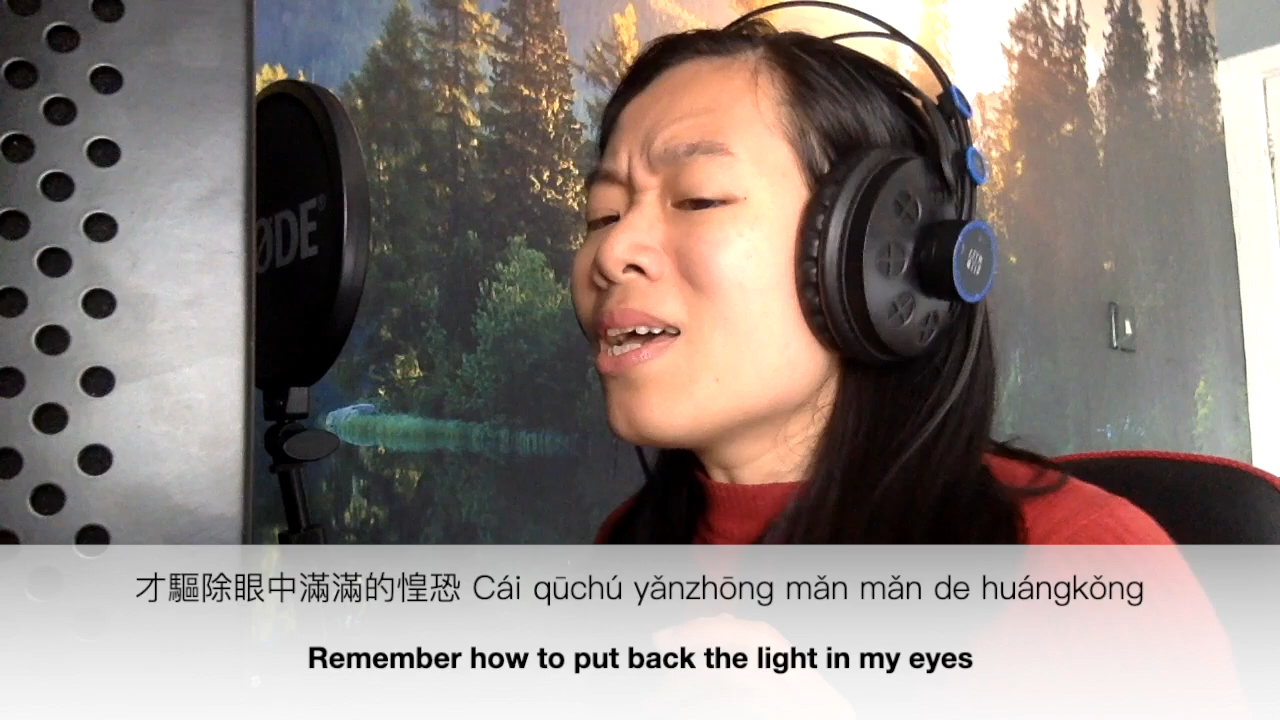 ØDE®
才驅除眼中滿滿的惶恐 Cái qūchú yǎnzhōng mǎn mǎn de huángkǒng
Remember how to put back the light in my eyes